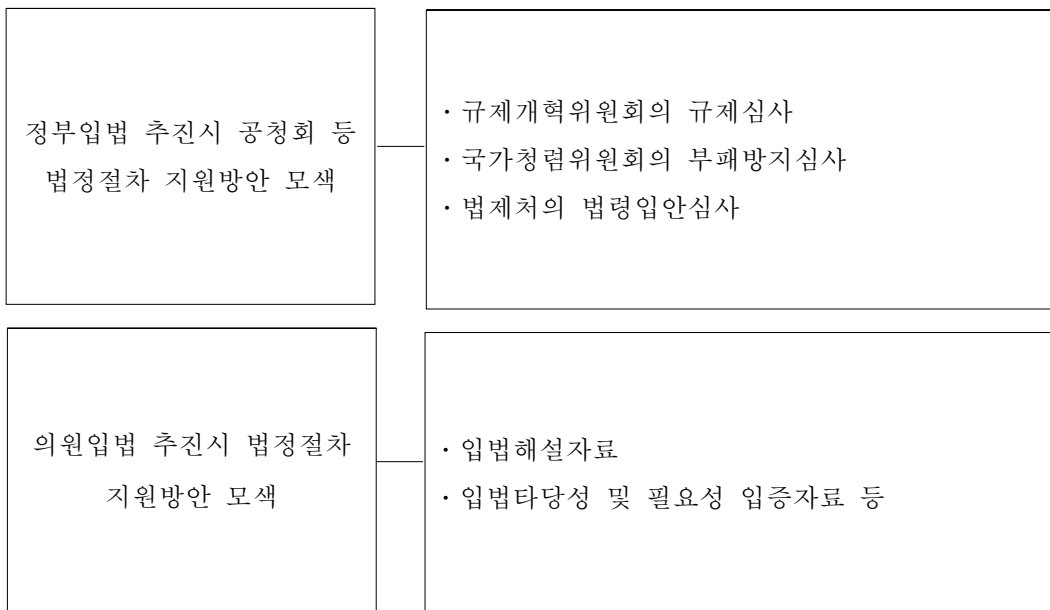 정부입법 추진시 공청회 등
법정절차 지원방안 모색
· 규제개혁위원회의 규제심사
· 국가청렴위원회의 부패방지심사
· 법제처의 법령입안심사
의원입법 추진시 법정절차
지원방안 모색
· 입법해설자료
· 입법타당성 및 필요성 입증자료 등